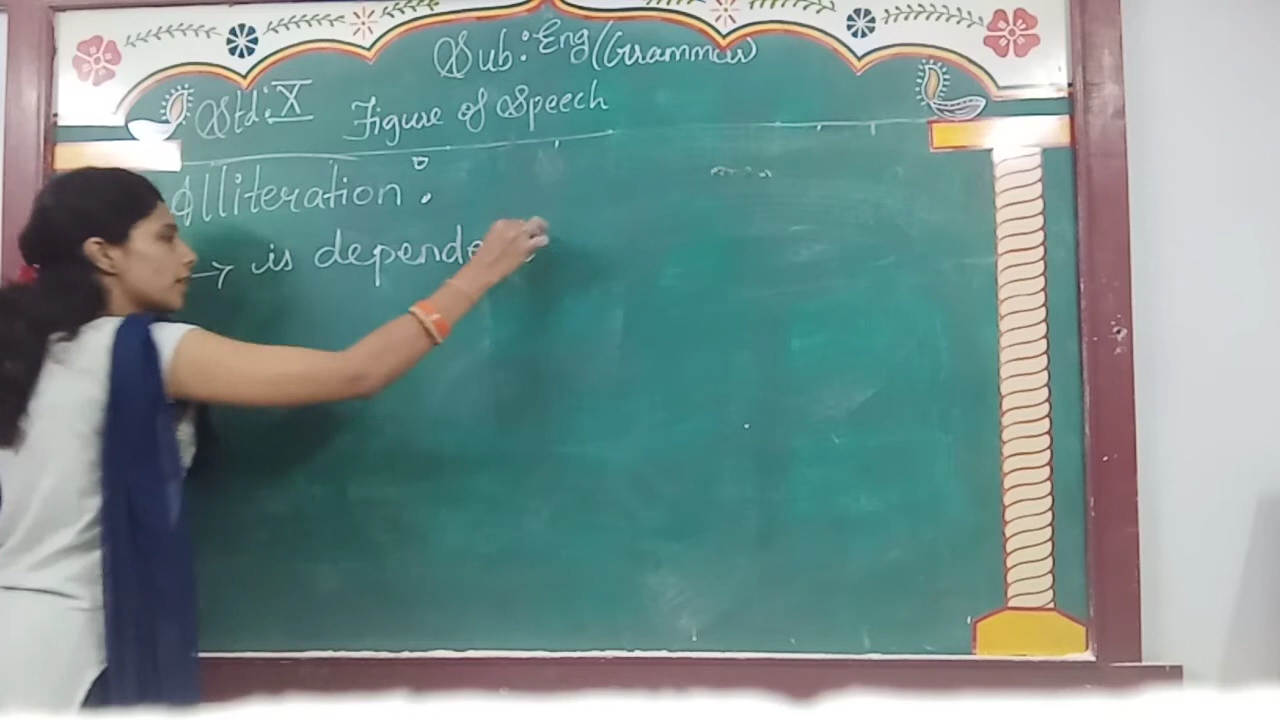 Sub: Eng (Grammar)
Std: X Figure of Speech
Alliteration :
→ is depende